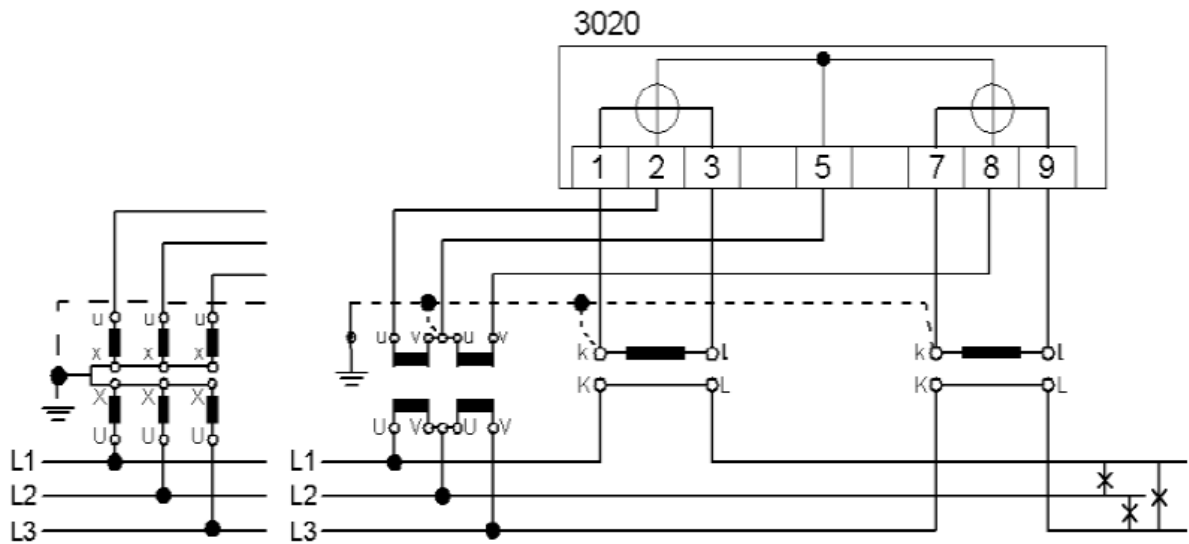 3020
1 2 3 5 7 8 9
u u u u v u v k l k l
x x x
X X X K L K L
U U U U V U V
L1 L1
L2 L2
L3 L3